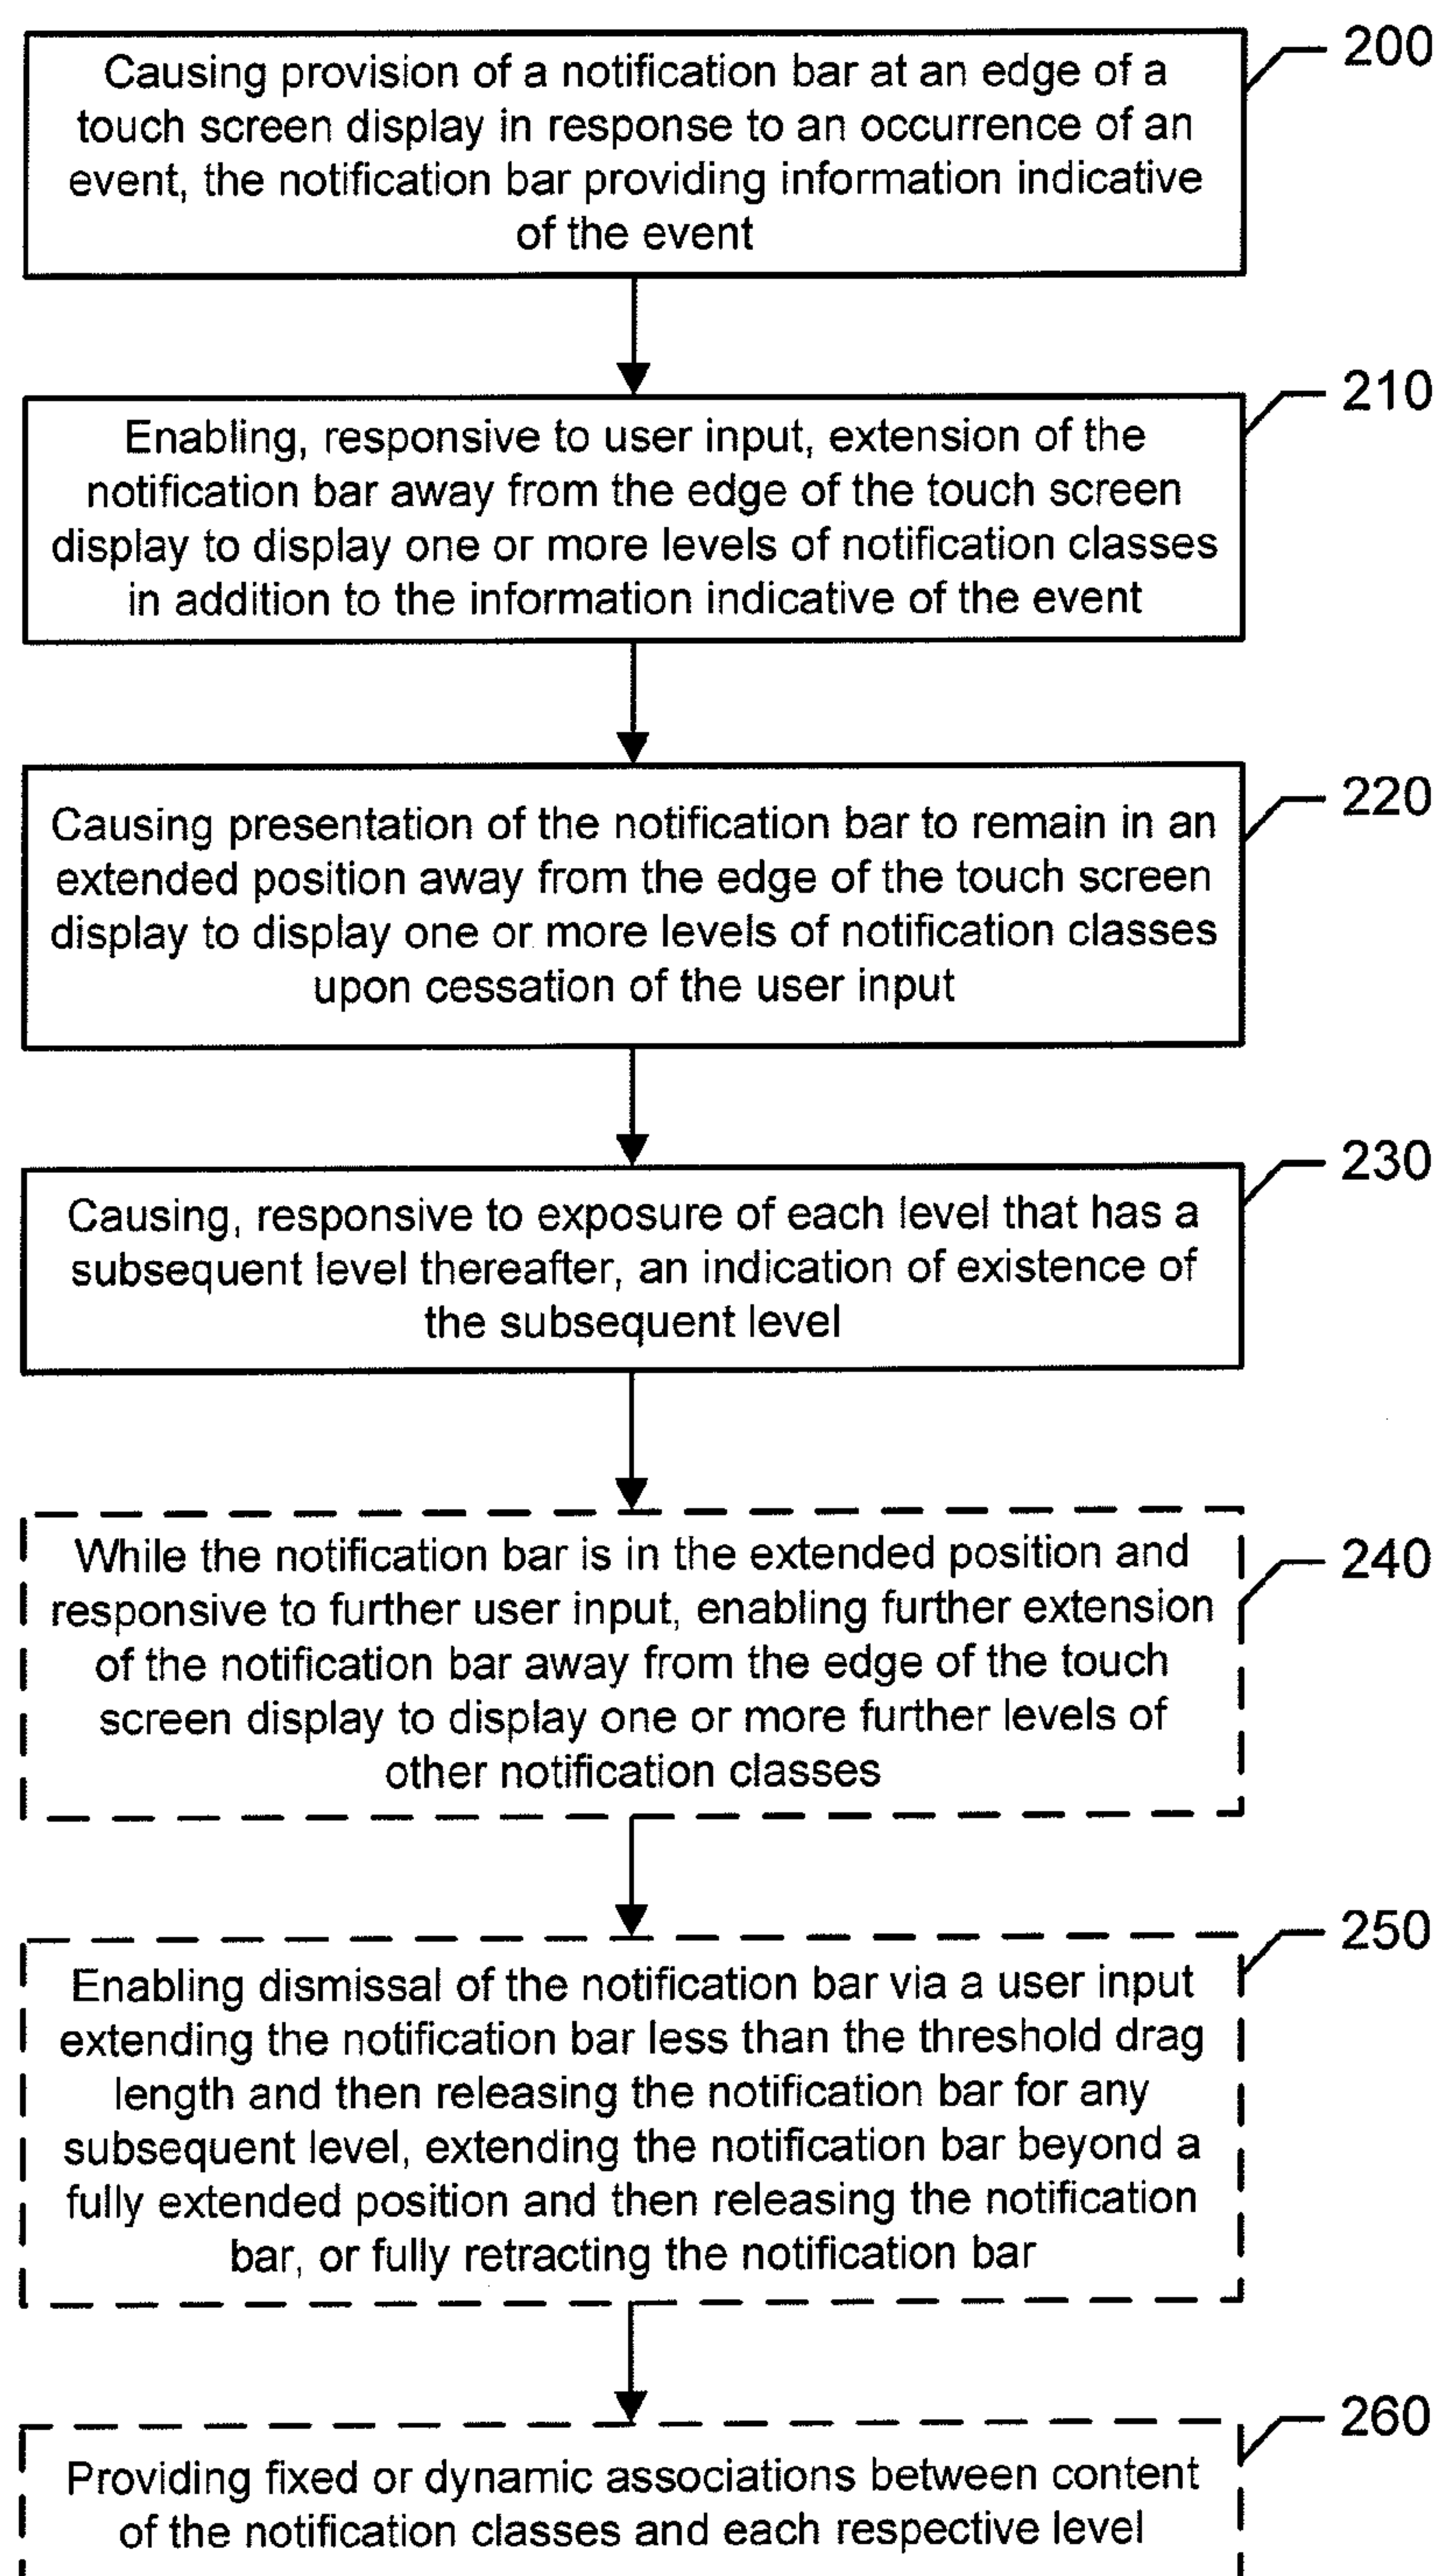 200
Causing provision of a notification bar at an edge of a
touch screen display in response to an occurrence of an
event, the notification bar providing information indicative
of the event
210
Enabling, responsive to user input, extension of the
notification bar away from the edge of the touch screen
display to display one or more levels of notification classes
in addition to the information indicative of the event
220
Causing presentation of the notification bar to remain in an
extended position away from the edge of the touch screen
display to display one or more levels of notification classes
upon cessation of the user input
230
Causing, responsive to exposure of each level that has a
subsequent level thereafter, an indication of existence of
the subsequent level
240
While the notification bar is in the extended position and
responsive to further user input, enabling further extension
of the notification bar away from the edge of the touch
screen display to display one or more further levels of
other notification classes
250
Enabling dismissal of the notification bar via a user input
extending the notification bar less than the threshold drag
length and then releasing the notification bar for any
subsequent level, extending the notification bar beyond a
fully extended position and then releasing the notification
bar, or fully retracting the notification bar
260
Providing fixed or dynamic associations between content
of the notification classes and each respective level